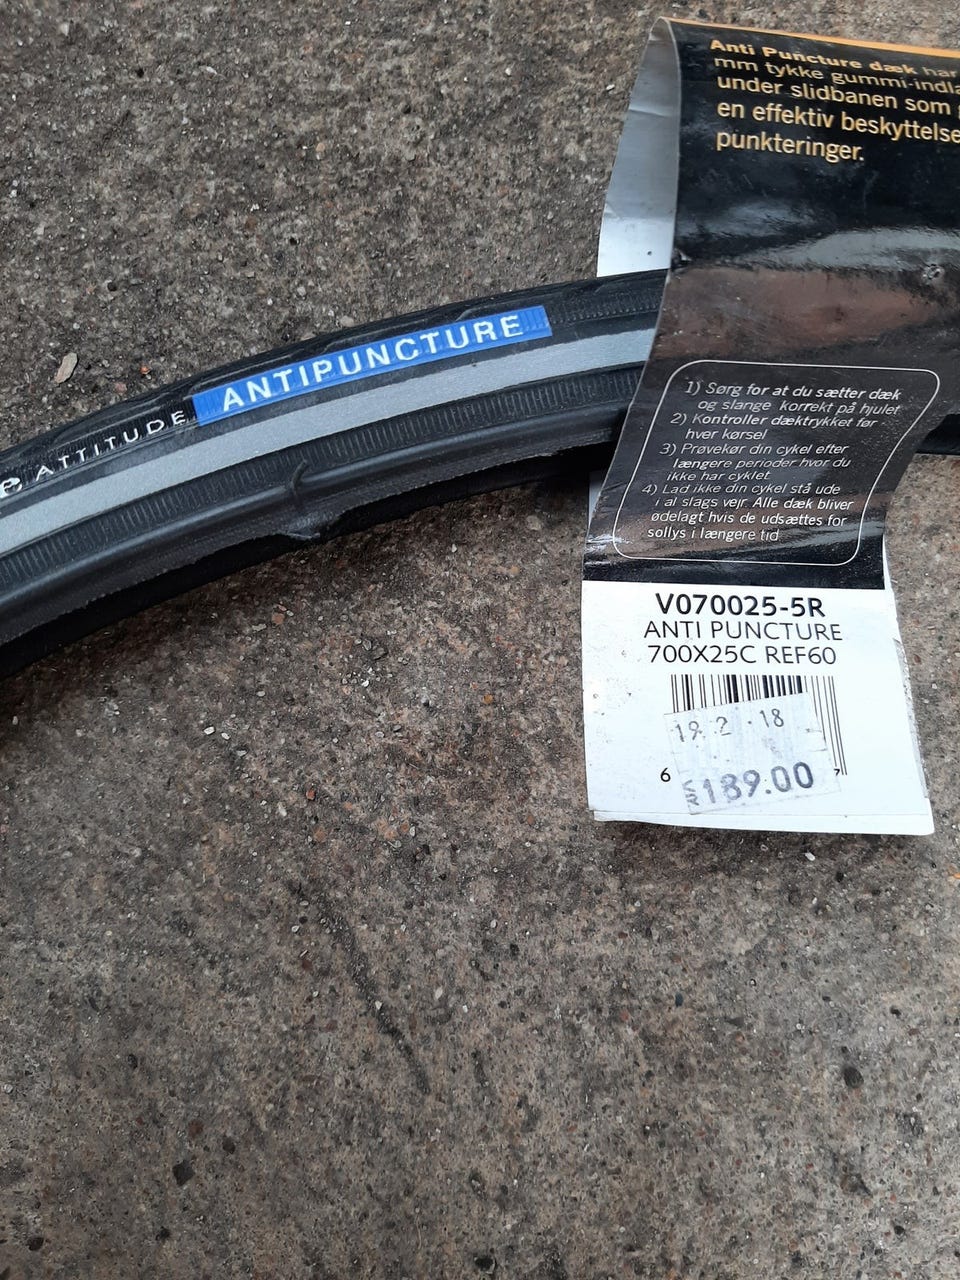 Anti Puncture dæk har
mm tykke gummi-indlæ
under slidbanen som
en effektiv beskyttelse
punkteringer.
ATTITUDE ANTIPUNCTURE
1) Sørg for at du sætter dæk
og slange korrekt på hjulet
2) Kontroller dæktrykket før
hver kørsel
3) Prøvekør din cykel efter
længere perioder hvor du
ikke har cyklet
4) Lad ikke din cykel stå ude
i al slags vejr. Alle dæk bliver
ødelagt hvis de udsættes for
sollys i længere tid
V070025-5R
ANTI PUNCTURE
700X25C REF60
19. 2 - 18
6
189.00
7